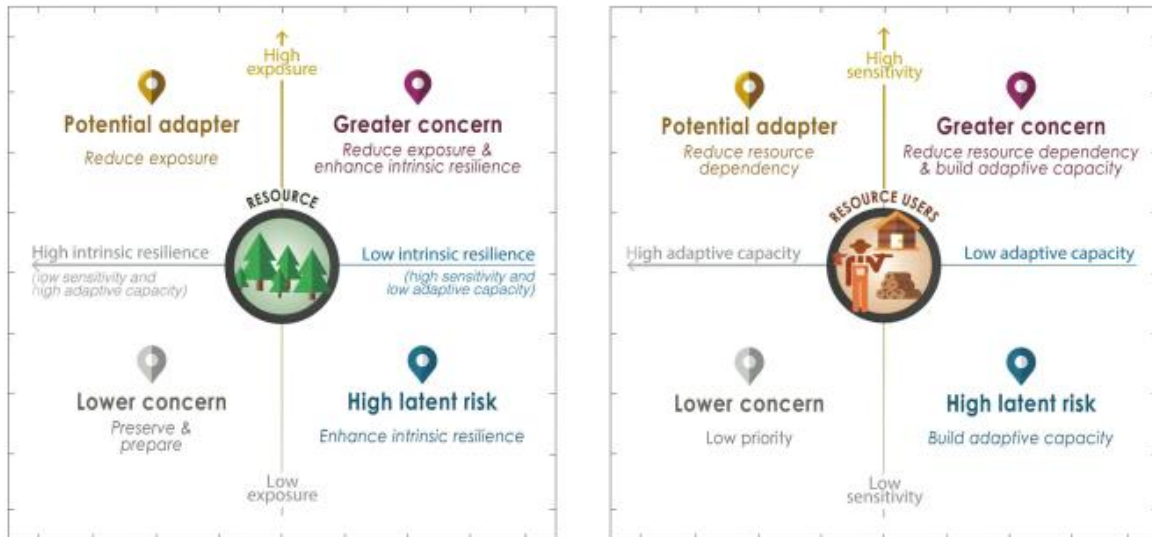 High
exposure
Potential adapter
Reduce exposure
Greater concern
Reduce exposure &
enhance intrinsic resilience
RESOURCE
High intrinsic resilience
(low sensitivity and
high adaptive capacity)
Low intrinsic resilience
(high sensitivity and
low adaptive capacity)
Lower concern
Preserve &
prepare
High latent risk
Enhance intrinsic resilience
Low
exposure
High
sensitivity
Potential adapter
Reduce resource
dependency
Greater concern
Reduce resource dependency
& build adaptive capacity
RESOURCE USERS
High adaptive capacity
Low adaptive capacity
Lower concern
Low priority
High latent risk
Build adaptive capacity
Low
sensitivity